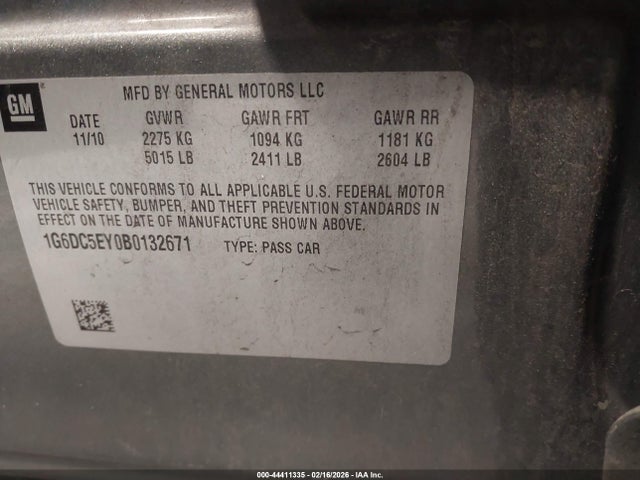 GM
MFD BY GENERAL MOTORS LLC
DATE GVWR GAWR FRT GAWR RR
11/10 2275 KG 1094 KG 1181 KG
5015 LB 2411 LB 2604 LB
THIS VEHICLE CONFORMS TO ALL APPLICABLE U.S. FEDERAL MOTOR
VEHICLE SAFETY, BUMPER, AND THEFT PREVENTION STANDARDS IN
EFFECT ON THE DATE OF MANUFACTURE SHOWN ABOVE.
1G6DC5EY0B0132671 TYPE: PASS CAR
000-44411335 - 02/16/2026 - IAA Inc.